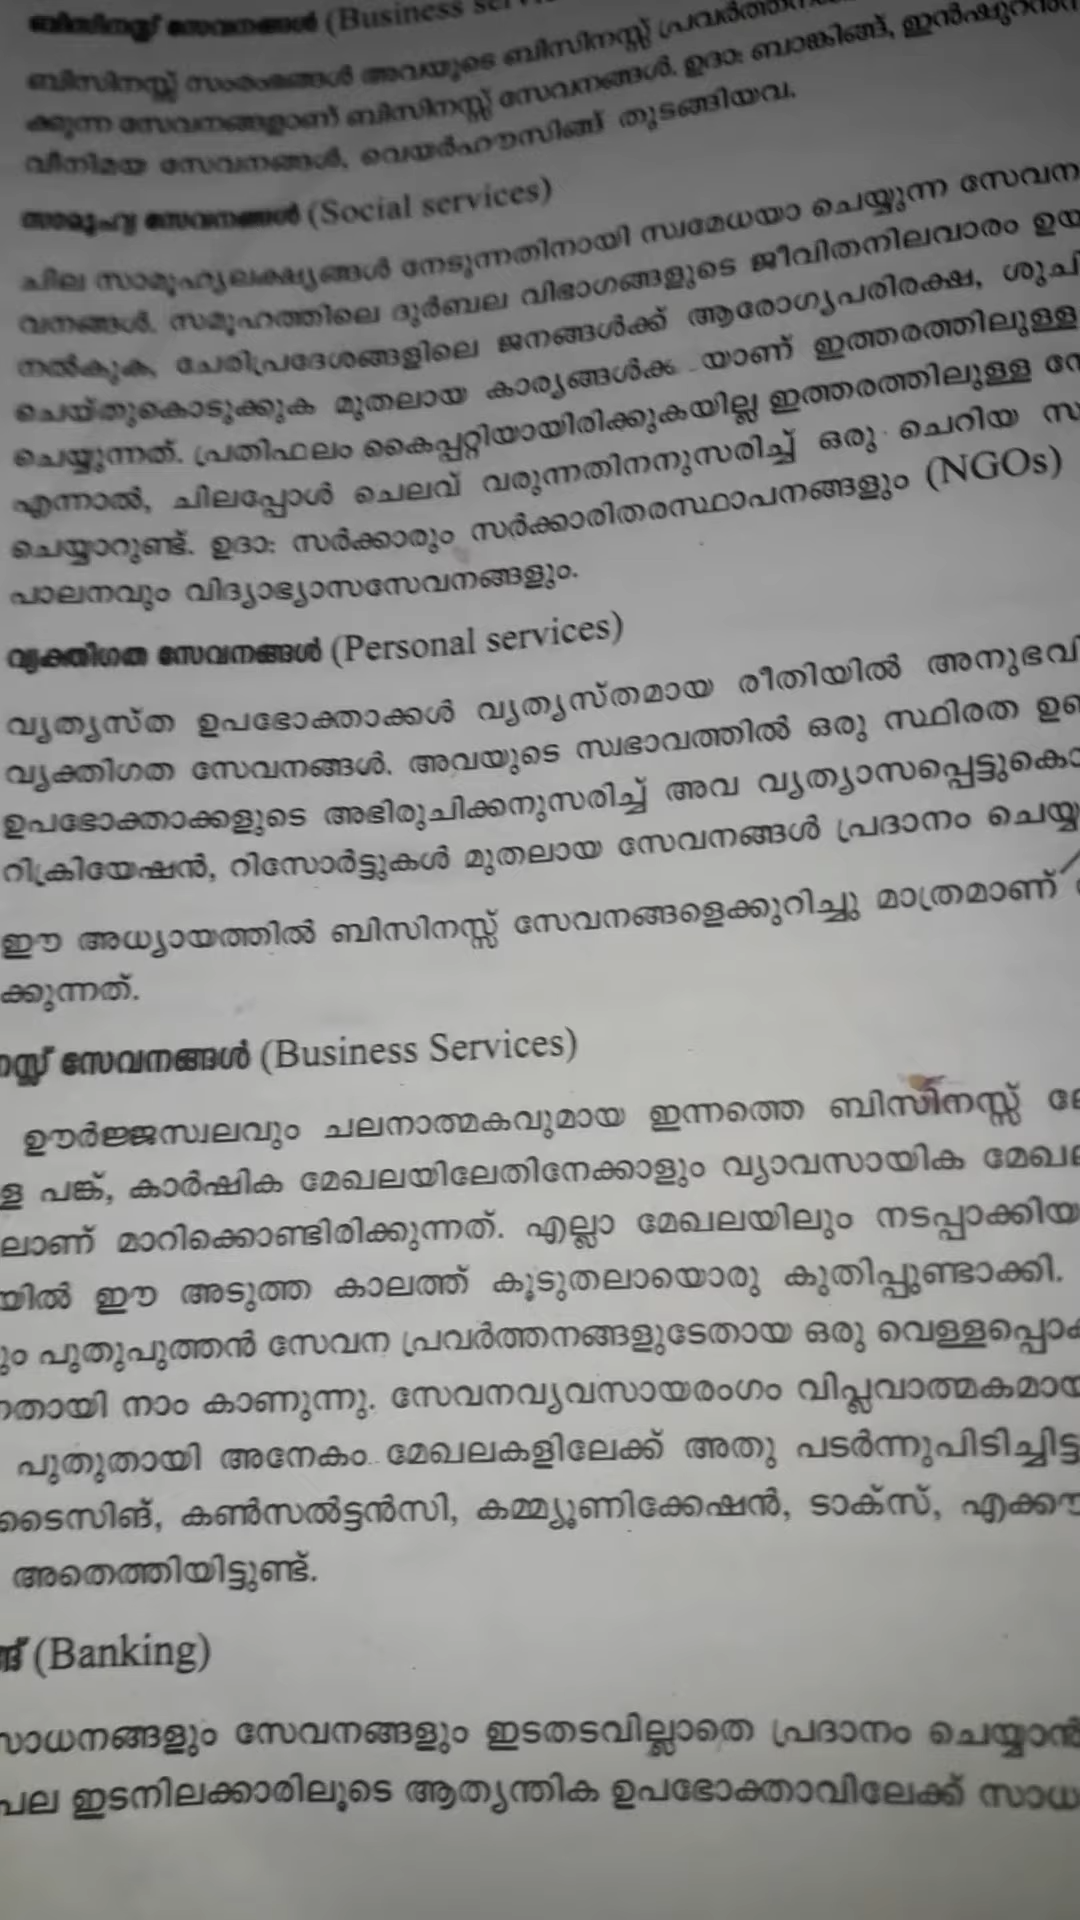 ബിസിനസ്സ് സേവനങ്ങൾ (Business
ബിസിനസ്സ് സംരംഭങ്ങൾ അവയുടെ ബിസിനസ്സ്
ക്കുന്ന സേവനങ്ങളാണ് ബിസിനസ്സ് സേവനങ്ങൾ. ഉദാ: ബാങ്കിങ്ങ്,
വിനിമയ സേവനങ്ങൾ, വെയർഹൗസിങ്ങ് തുടങ്ങിയവ.
സാമൂഹ്യ സേവനങ്ങൾ (Social services)
ചില സാമൂഹ്യലക്ഷ്യങ്ങൾ നേടുന്നതിനായി സ്വമേധയാ ചെയ്യുന്ന സേവന
വനങ്ങൾ. സമൂഹത്തിലെ ദുർബല വിഭാഗങ്ങളുടെ ജീവിതനിലവാരം ഉയ
നൽകുക, ചേരിപ്രദേശങ്ങളിലെ ജനങ്ങൾക്ക് ആരോഗ്യപരിരക്ഷ, ശുചി
ചെയ്തുകൊടുക്കുക മുതലായ കാര്യങ്ങൾക്ക യാണ് ഇത്തരത്തിലുള്ള
ചെയ്യുന്നത്. പ്രതിഫലം കൈപ്പറ്റിയായിരിക്കുകയില്ല ഇത്തരത്തിലുള്ള സേ
എന്നാൽ, ചിലപ്പോൾ ചെലവ് വരുന്നതിനനുസരിച്ച് ഒരു ചെറിയ സ
ചെയ്യാറുണ്ട്. ഉദാ: സർക്കാരും സർക്കാരിതരസ്ഥാപനങ്ങളും (NGOs)
പാലനവും വിദ്യാഭ്യാസസേവനങ്ങളും.
വ്യക്തിഗത സേവനങ്ങൾ (Personal services)
വ്യത്യസ്ത ഉപഭോക്താക്കൾ വ്യത്യസ്തമായ രീതിയിൽ അനുഭവി
വ്യക്തിഗത സേവനങ്ങൾ. അവയുടെ സ്വഭാവത്തിൽ ഒരു സ്ഥിരത ഉണ്ടെ
ഉപഭോക്താക്കളുടെ അഭിരുചിക്കനുസരിച്ച് അവ വ്യത്യാസപ്പെട്ടുകൊ
റിക്രിയേഷൻ, റിസോർട്ടുകൾ മുതലായ സേവനങ്ങൾ പ്രദാനം ചെയ്യു
ഈ അധ്യായത്തിൽ ബിസിനസ്സ് സേവനങ്ങളെക്കുറിച്ചു മാത്രമാണ്
ക്കുന്നത്.
നസ്സ് സേവനങ്ങൾ (Business Services)
ഊർജ്ജസ്വലവും ചലനാത്മകവുമായ ഇന്നത്തെ ബിസിനസ്സ് ലോ
ള പങ്ക്, കാർഷിക മേഖലയിലേതിനേക്കാളും വ്യാവസായിക മേഖല
ലാണ് മാറിക്കൊണ്ടിരിക്കുന്നത്. എല്ലാ മേഖലയിലും നടപ്പാക്കിയ
യിൽ ഈ അടുത്ത കാലത്ത് കൂടുതലായൊരു കുതിപ്പുണ്ടാക്കി.
ും പുതുപുത്തൻ സേവന പ്രവർത്തനങ്ങളുടേതായ ഒരു വെള്ളപ്പൊക്ക
നതായി നാം കാണുന്നു. സേവനവ്യവസായരംഗം വിപ്ലവാത്മകമായ
പുതുതായി അനേകം മേഖലകളിലേക്ക് അതു പടർന്നുപിടിച്ചിട്ട
ടൈസിങ്, കൺസൽട്ടൻസി, കമ്മ്യൂണിക്കേഷൻ, ടാക്സ്, എക്കൗ
അതെത്തിയിട്ടുണ്ട്.
ങ്ങ് (Banking)
സാധനങ്ങളും സേവനങ്ങളും ഇടതടവില്ലാതെ പ്രദാനം ചെയ്യാൻ
പല ഇടനിലക്കാരിലൂടെ ആത്യന്തിക ഉപഭോക്താവിലേക്ക് സാധ